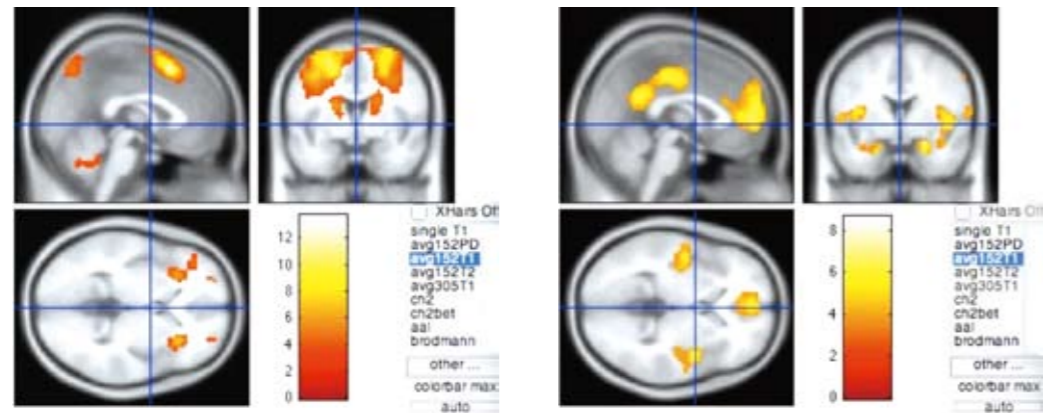 XHairs Off
single T1
avg152PD
avg152T1
avg152T2
avg305T1
ch2
ch2bet
aal
brodmann
other ...
colorbar max:
auto
12
10
8
6
4
2
0
XHairs Off
single T1
avg152PD
avg152T1
avg152T2
avg305T1
ch2
ch2bet
aal
brodmann
other ...
colorbar max
auto
8
6
4
2
0